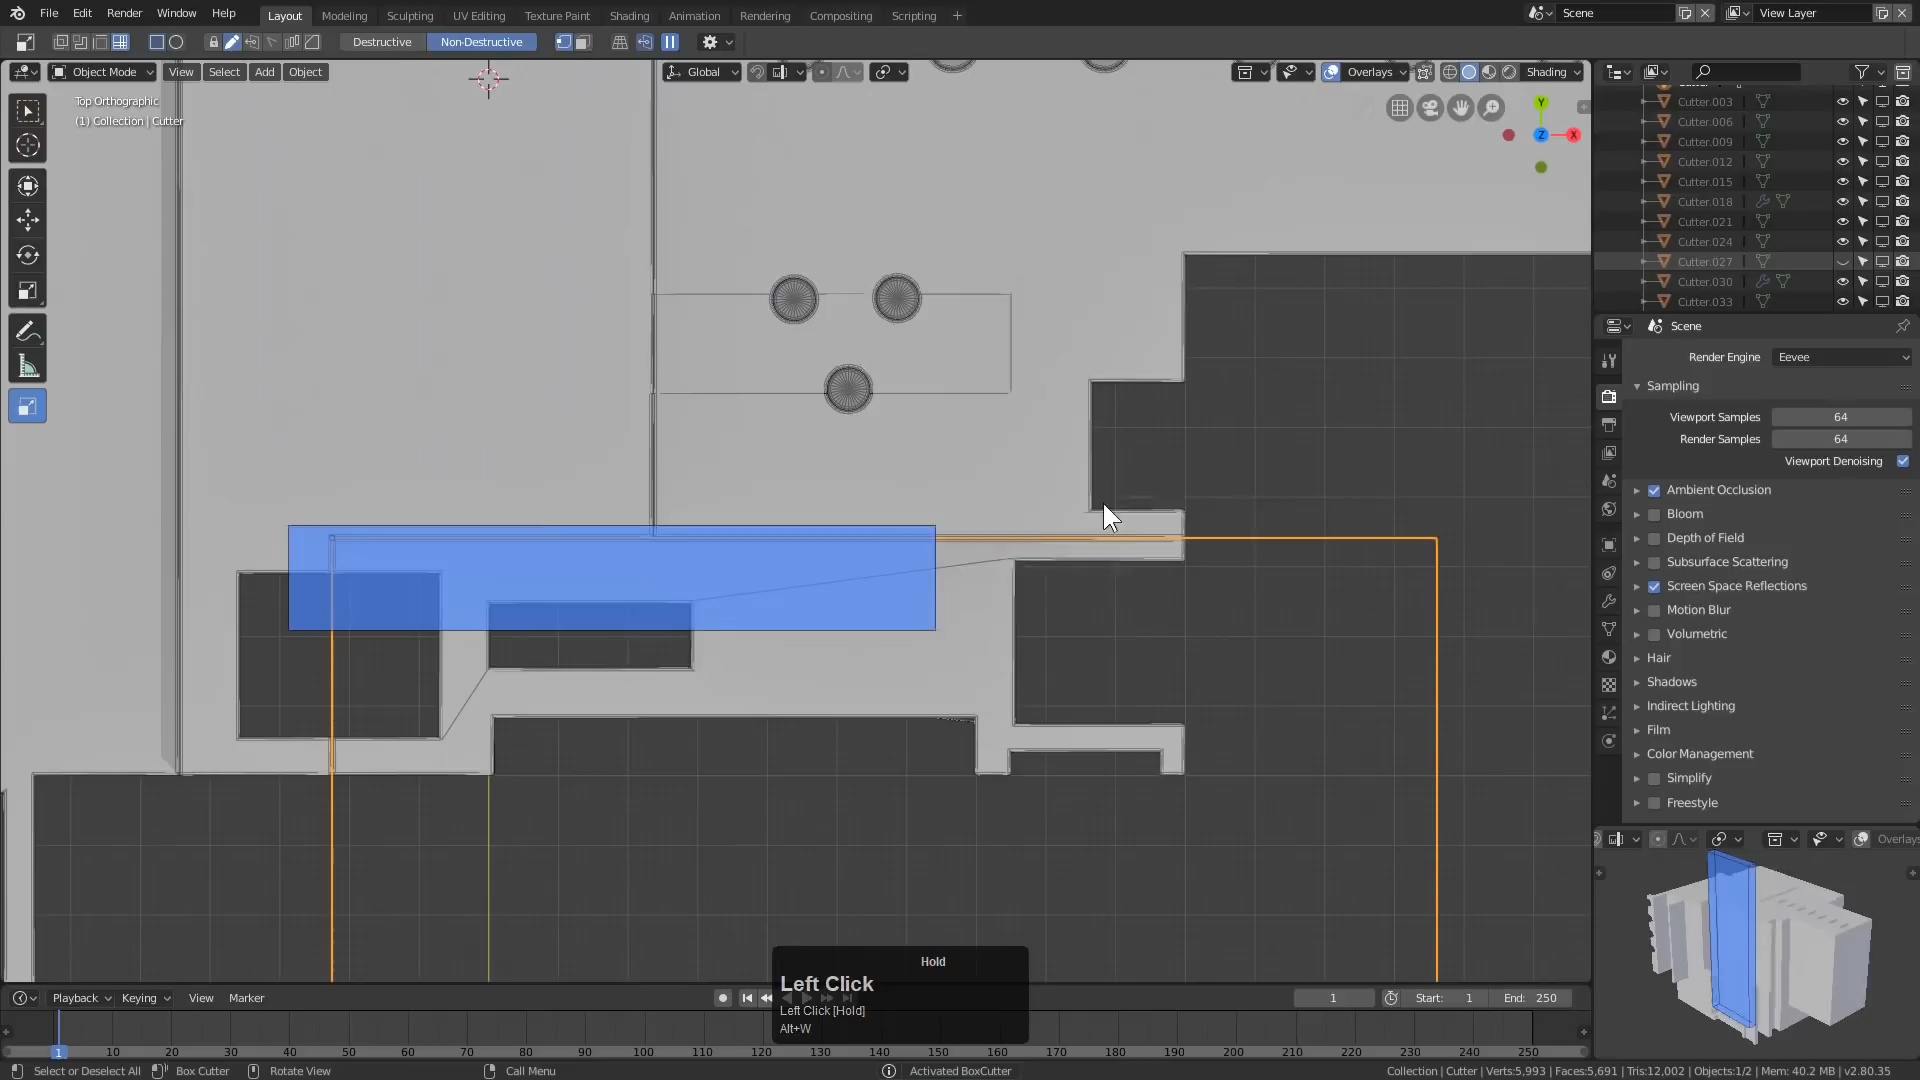 File Edit Render Window Help Layout Modeling Sculpting UV Editing Texture Paint Shading Animation Rendering Compositing Scripting + Scene View Layer
Destructive Non-Destructive
Object Mode View Select Add Object Global Overlays Shading
Top Orthographic
(1) Collection | Cutter
Y
Z
X
Cutter.003
Cutter.006
Cutter.009
Cutter.012
Cutter.015
Cutter.018
Cutter.021
Cutter.024
Cutter.027
Cutter.030
Cutter.033
Scene
Render Engine Eevee
Sampling
Viewport Samples 64
Render Samples 64
Viewport Denoising
Ambient Occlusion
Bloom
Depth of Field
Subsurface Scattering
Screen Space Reflections
Motion Blur
Volumetric
Hair
Shadows
Indirect Lighting
Film
Color Management
Simplify
Freestyle
Overlays
Hold
Left Click
Left Click [Hold]
Alt+W
Playback Keying View Marker 1 Start: 1 End: 250
1 10 20 30 40 50 60 70 80 90 100 110 120 130 140 150 160 170 180 190 200 210 220 230 240 250
Select or Deselect All Box Cutter Rotate View Call Menu Activated BoxCutter Collection | Cutter | Verts:5,993 | Faces:5,691 | Tris:12,002 | Objects:1/2 | Mem: 40.2 MB | v2.80.35